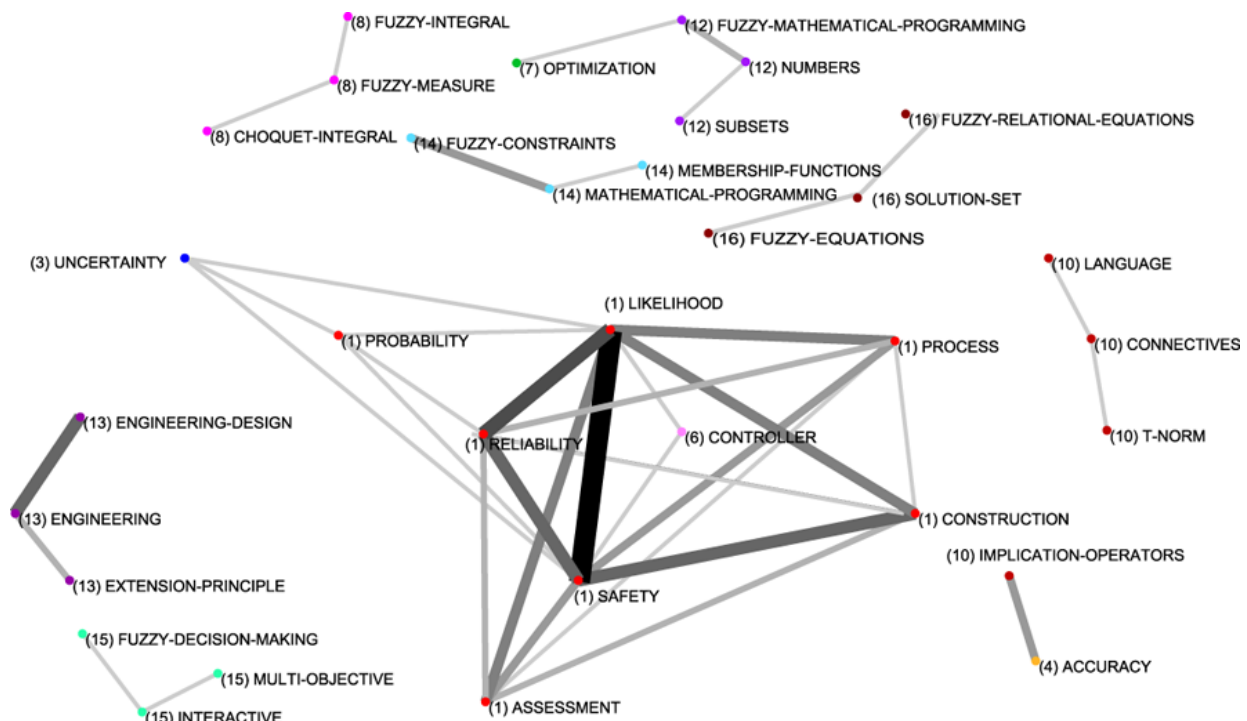 (8) FUZZY-INTEGRAL
(12) FUZZY-MATHEMATICAL-PROGRAMMING
(7) OPTIMIZATION
(12) NUMBERS
(8) FUZZY-MEASURE
(16) FUZZY-RELATIONAL-EQUATIONS
(12) SUBSETS
(8) CHOQUET-INTEGRAL
(14) FUZZY-CONSTRAINTS
(14) MEMBERSHIP-FUNCTIONS
(14) MATHEMATICAL-PROGRAMMING
(16) SOLUTION-SET
(16) FUZZY-EQUATIONS
(3) UNCERTAINTY
(10) LANGUAGE
(1) LIKELIHOOD
(1) PROBABILITY
(1) PROCESS
(10) CONNECTIVES
(13) ENGINEERING-DESIGN
(1) RELIABILITY
(6) CONTROLLER
(10) T-NORM
(13) ENGINEERING
(1) CONSTRUCTION
(10) IMPLICATION-OPERATORS
(13) EXTENSION-PRINCIPLE
(1) SAFETY
(15) FUZZY-DECISION-MAKING
(4) ACCURACY
(15) MULTI-OBJECTIVE
(1) ASSESSMENT
(15) INTERACTIVE